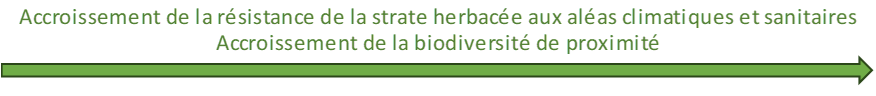 Accroissement de la résistance de la strate herbacée aux aléas climatiques et sanitaires
Accroissement de la biodiversité de proximité